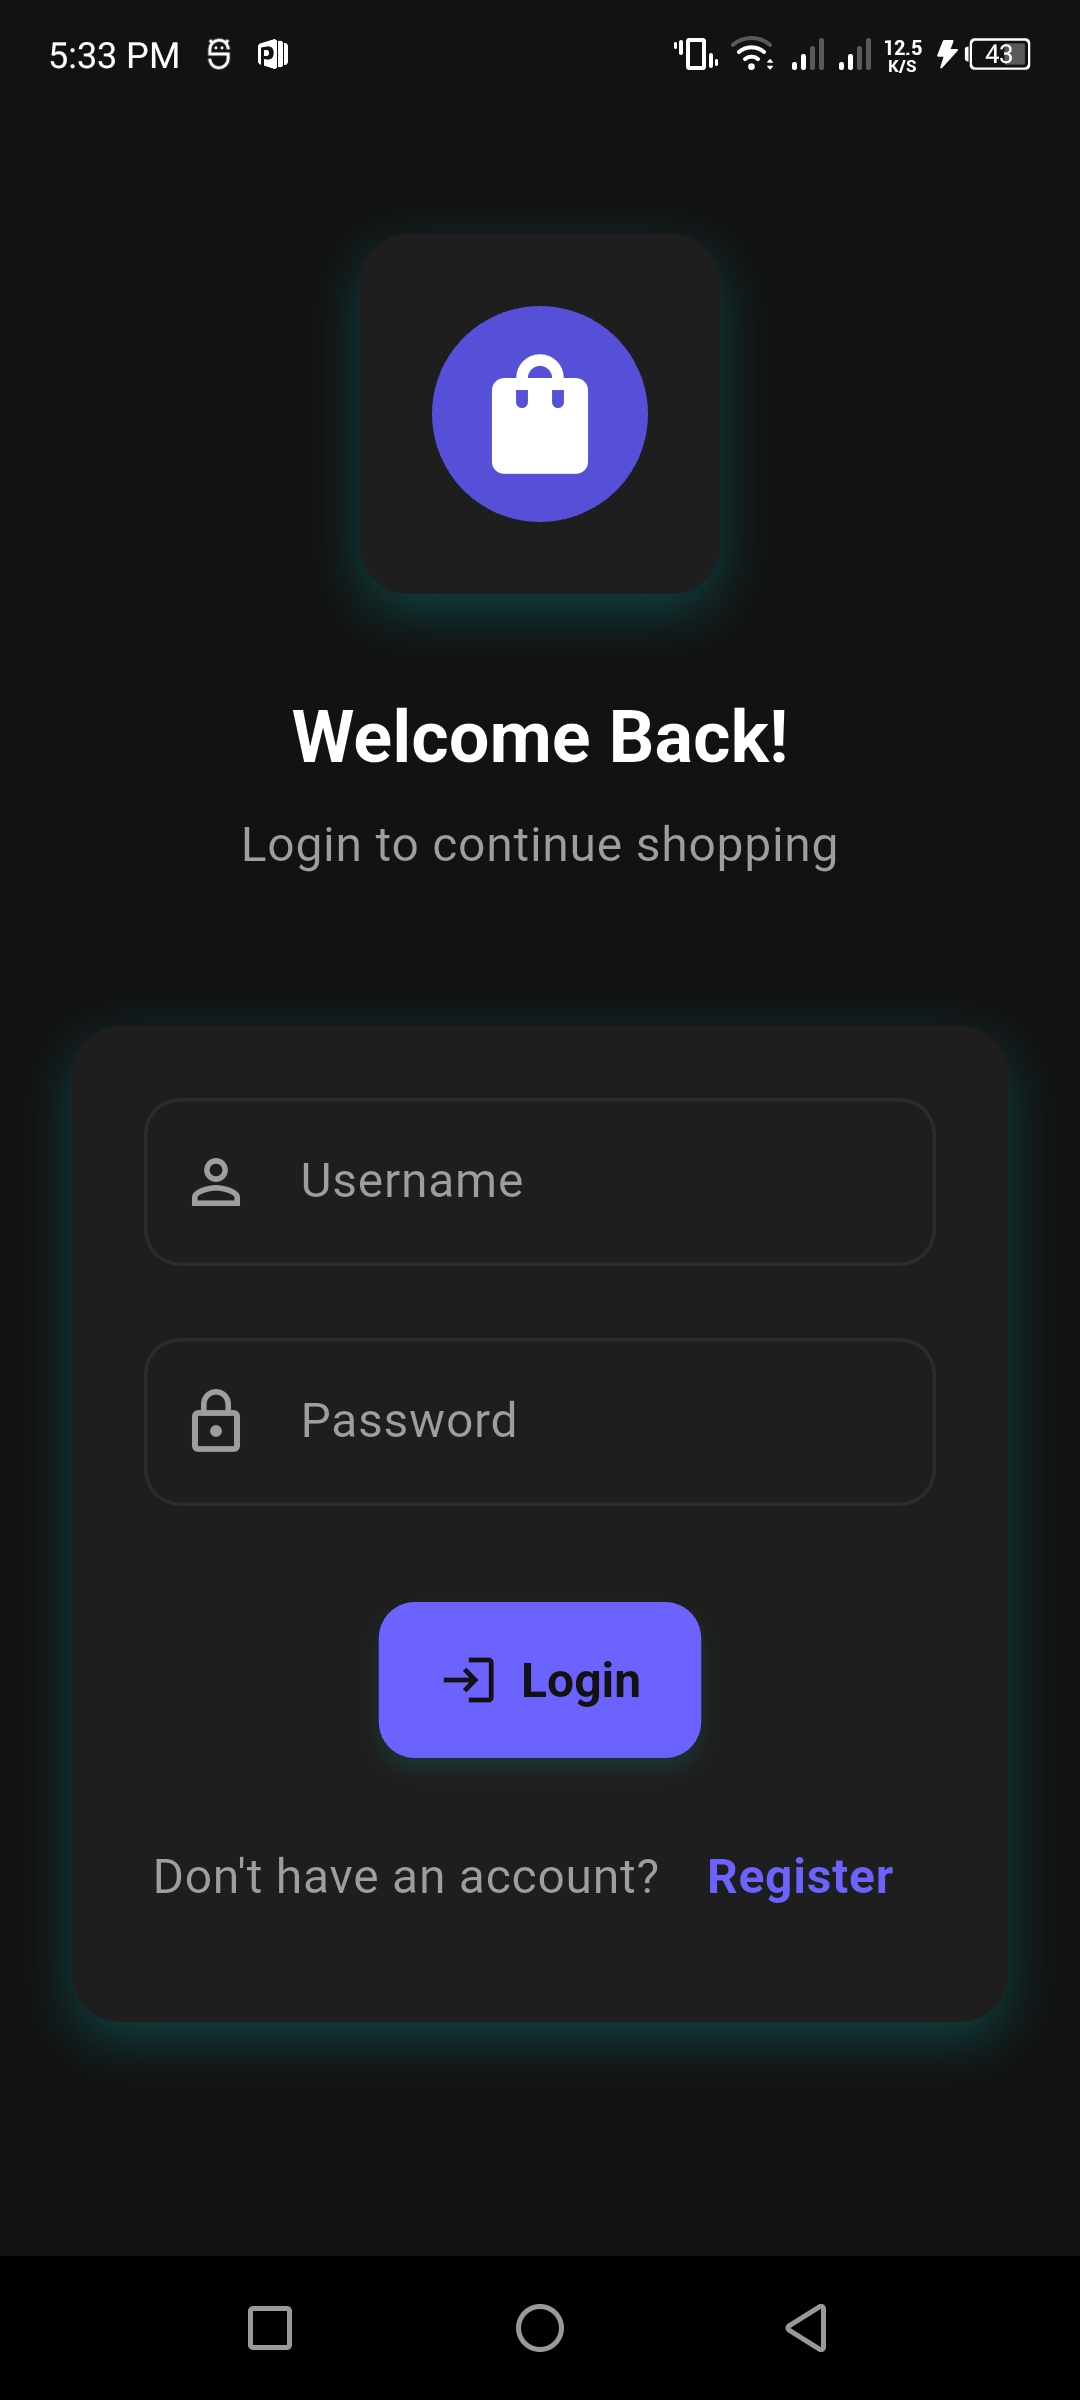 5:33 PM
12.5
K/S
43
Welcome Back!
Login to continue shopping
Username
Password
Login
Don't have an account? Register